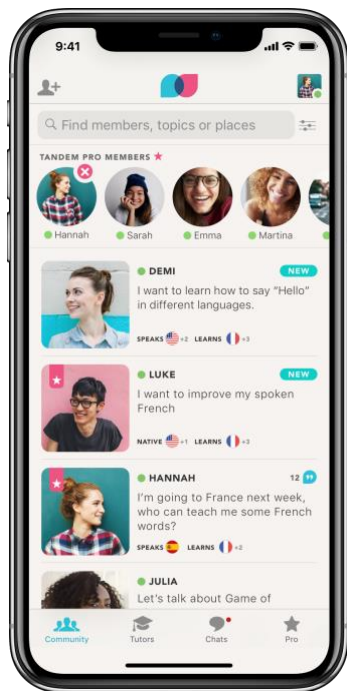 9:41
Find members, topics or places
TANDEM PRO MEMBERS
Hannah Sarah Emma Martina
DEMI NEW
I want to learn how to say “Hello”
in different languages.
SPEAKS +2 LEARNS +3
LUKE NEW
I want to improve my spoken
French
NATIVE +1 LEARNS +3
HANNAH 12
I'm going to France next week,
who can teach me some French
words?
SPEAKS LEARNS +2
JULIA
Let's talk about Game of
Community Tutors Chats Pro